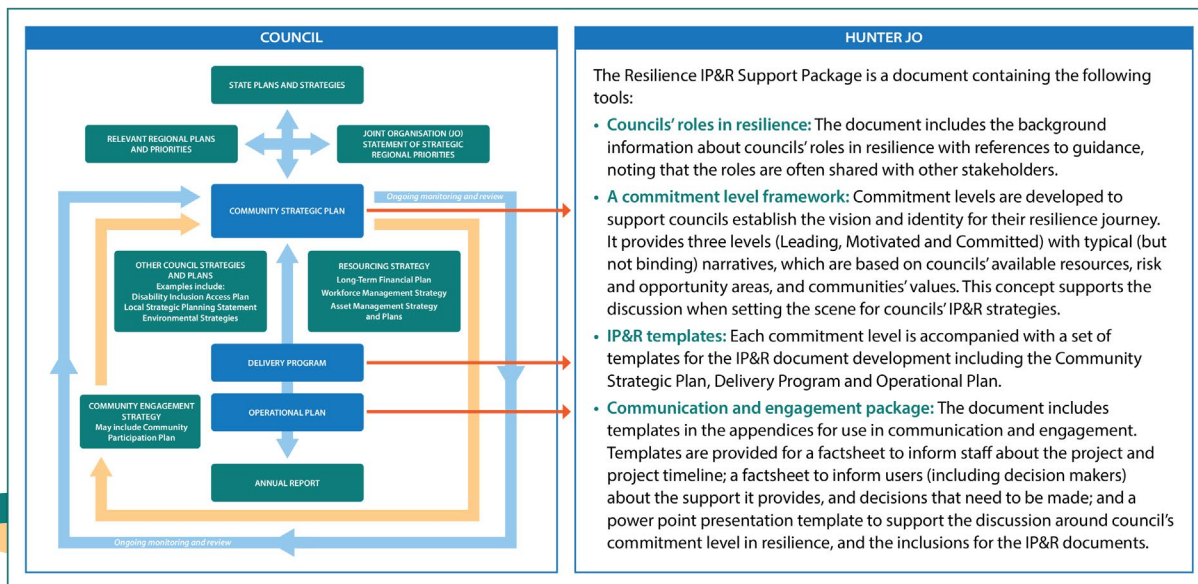 COUNCIL
STATE PLANS AND STRATEGIES
RELEVANT REGIONAL PLANS
AND PRIORITIES
JOINT ORGANISATION (JO)
STATEMENT OF STRATEGIC
REGIONAL PRIORITIES
Ongoing monitoring and review
COMMUNITY STRATEGIC PLAN
OTHER COUNCIL STRATEGIES
AND PLANS
Examples include:
Disability Inclusion Access Plan
Local Strategic Planning Statement
Environmental Strategies
RESOURCING STRATEGY
Long-Term Financial Plan
Workforce Management Strategy
Asset Management Strategy
and Plans
DELIVERY PROGRAM
OPERATIONAL PLAN
COMMUNITY ENGAGEMENT
STRATEGY
May include Community
Participation Plan
ANNUAL REPORT
Ongoing monitoring and review
HUNTER JO
The Resilience IP&R Support Package is a document containing the following
tools:
• Councils' roles in resilience: The document includes the background
information about councils' roles in resilience with references to guidance,
noting that the roles are often shared with other stakeholders.
• A commitment level framework: Commitment levels are developed to
support councils establish the vision and identity for their resilience journey.
It provides three levels (Leading, Motivated and Committed) with typical (but
not binding) narratives, which are based on councils' available resources, risk
and opportunity areas, and communities' values. This concept supports the
discussion when setting the scene for councils' IP&R strategies.
• IP&R templates: Each commitment level is accompanied with a set of
templates for the IP&R document development including the Community
Strategic Plan, Delivery Program and Operational Plan.
• Communication and engagement package: The document includes
templates in the appendices for use in communication and engagement.
Templates are provided for a factsheet to inform staff about the project and
project timeline; a factsheet to inform users (including decision makers)
about the support it provides, and decisions that need to be made; and a
power point presentation template to support the discussion around council's
commitment level in resilience, and the inclusions for the IP&R documents.